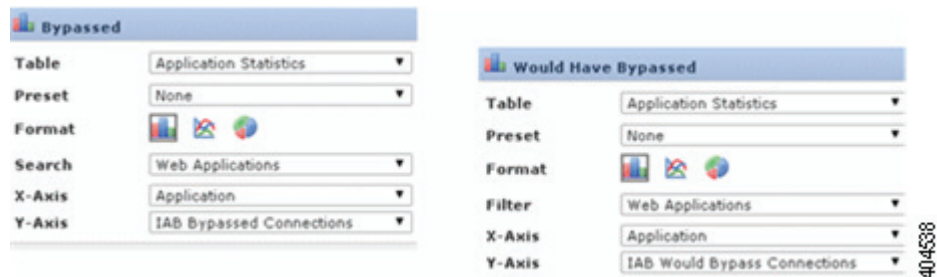 Bypassed
Table Application Statistics
Preset None
Format
Search Web Applications
X-Axis Application
Y-Axis IAB Bypassed Connections
Would Have Bypassed
Table Application Statistics
Preset None
Format
Filter Web Applications
X-Axis Application
Y-Axis IAB Would Bypass Connections
404538